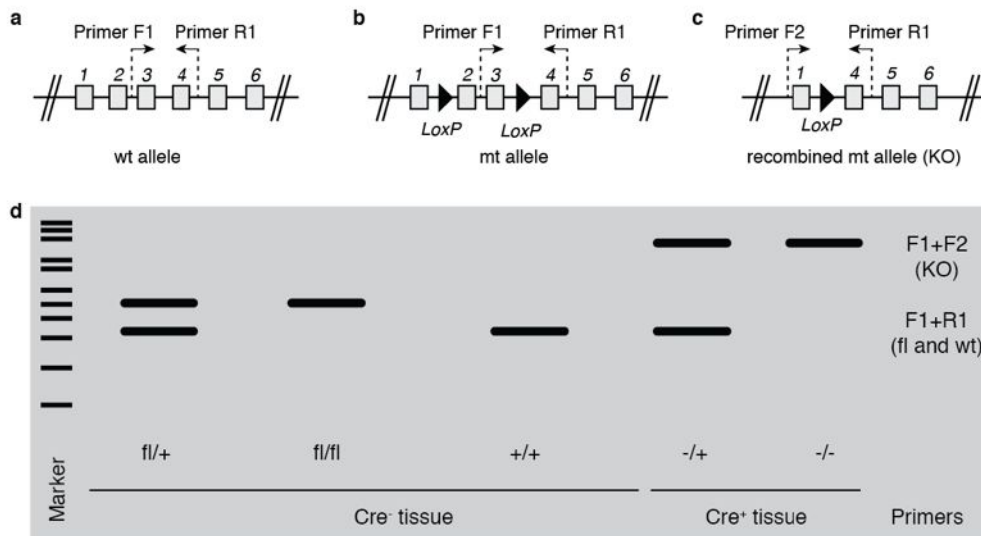 a
Primer F1 Primer R1
1 2 3 4 5 6
wt allele
b
Primer F1 Primer R1
1 2 3 4 5 6
LoxP LoxP
mt allele
c
Primer F2 Primer R1
1 4 5 6
LoxP
recombined mt allele (KO)
d
F1+F2
(KO)
F1+R1
(fl and wt)
Marker
fl/+ fl/fl +/+ -/+ -/-
Cre- tissue Cre+ tissue Primers